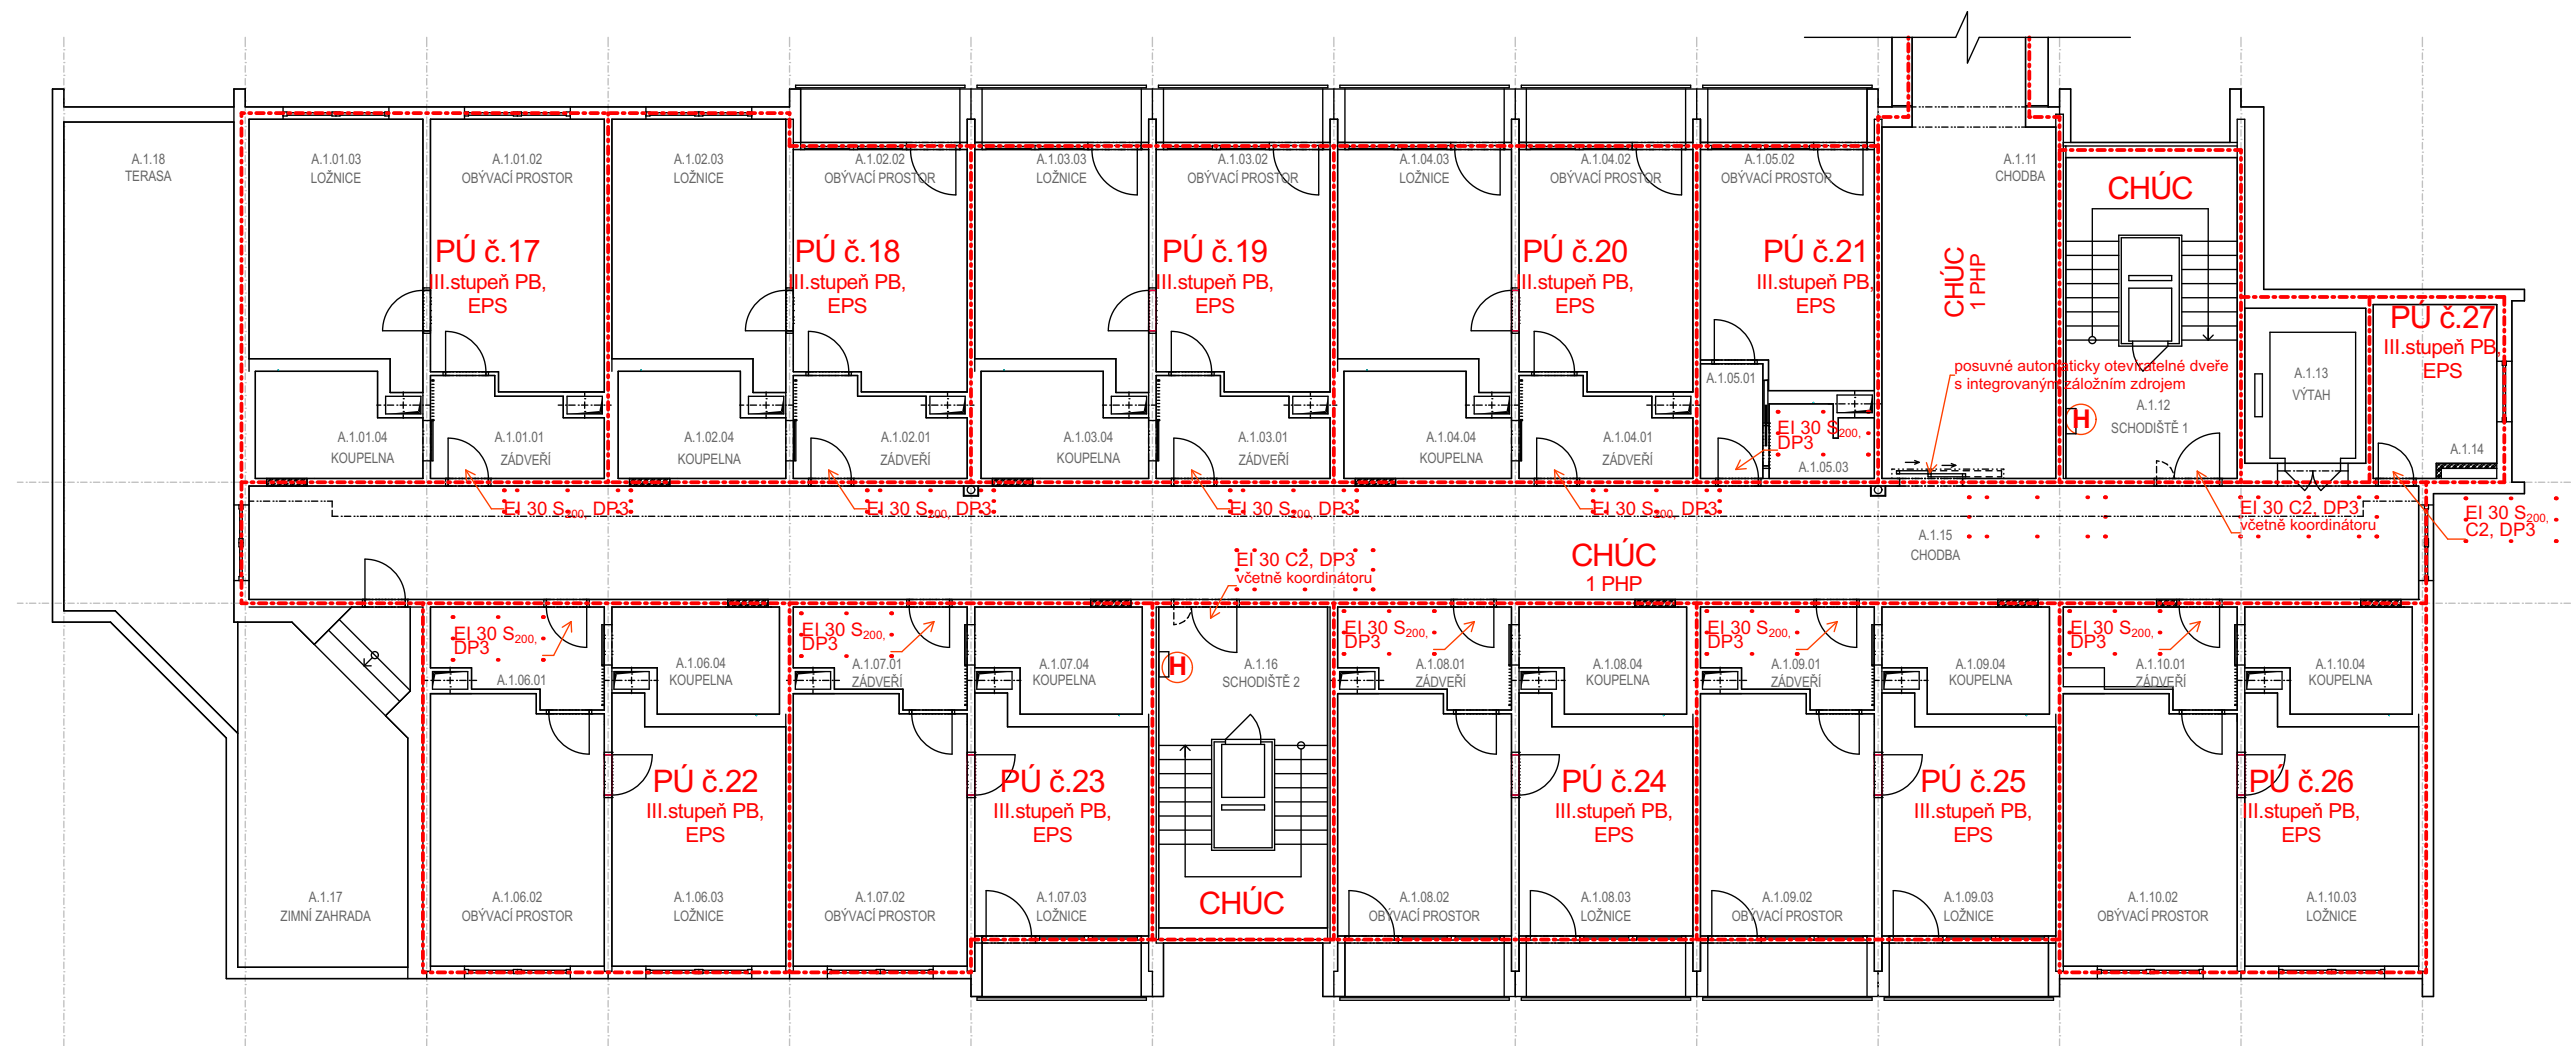 A.1.18
TERASA
A.1.01.03
LOŽNICE
A.1.01.02
OBÝVACÍ PROSTOR
A.1.02.03
LOŽNICE
A.1.02.02
OBÝVACÍ PROSTOR
A.1.03.03
LOŽNICE
A.1.03.02
OBÝVACÍ PROSTOR
A.1.04.03
LOŽNICE
A.1.04.02
OBÝVACÍ PROSTOR
A.1.05.02
OBÝVACÍ PROSTOR
A.1.11
CHODBA
CHÚC
PÚ č.17
III.stupeň PB,
EPS
PÚ č.18
III.stupeň PB,
EPS
PÚ č.19
III.stupeň PB,
EPS
PÚ č.20
III.stupeň PB,
EPS
PÚ č.21
III.stupeň PB,
EPS
CHÚC
1 PHP
PÚ č.27
III.stupeň PB,
EPS
posuvné automaticky otevíratelné dveře
s integrovaným záložním zdrojem
A.1.13
VÝTAH
A.1.12
SCHODIŠTĚ 1
H
A.1.14
A.1.05.01
EI 30 S200,
DP3
A.1.05.03
A.1.01.04
KOUPELNA
A.1.01.01
ZÁDVEŘÍ
A.1.02.04
KOUPELNA
A.1.02.01
ZÁDVEŘÍ
A.1.03.04
KOUPELNA
A.1.03.01
ZÁDVEŘÍ
A.1.04.04
KOUPELNA
A.1.04.01
ZÁDVEŘÍ
EI 30 S200, DP3
EI 30 S200, DP3
EI 30 S200, DP3
EI 30 S200, DP3
EI 30 C2, DP3
včetně koordinátoru
EI 30 S200,
C2, DP3
A.1.15
CHODBA
CHÚC
1 PHP
EI 30 C2, DP3
včetně koordinátoru
EI 30 S200,
DP3
A.1.06.01
A.1.06.04
KOUPELNA
EI 30 S200,
DP3
A.1.07.01
ZÁDVEŘÍ
A.1.07.04
KOUPELNA
H
A.1.16
SCHODIŠTĚ 2
EI 30 S200,
DP3
A.1.08.01
ZÁDVEŘÍ
A.1.08.04
KOUPELNA
EI 30 S200,
DP3
A.1.09.01
ZÁDVEŘÍ
A.1.09.04
KOUPELNA
EI 30 S200,
DP3
A.1.10.01
ZÁDVEŘÍ
A.1.10.04
KOUPELNA
PÚ č.22
III.stupeň PB,
EPS
PÚ č.23
III.stupeň PB,
EPS
PÚ č.24
III.stupeň PB,
EPS
PÚ č.25
III.stupeň PB,
EPS
PÚ č.26
III.stupeň PB,
EPS
A.1.17
ZIMNÍ ZAHRADA
A.1.06.02
OBÝVACÍ PROSTOR
A.1.06.03
LOŽNICE
A.1.07.02
OBÝVACÍ PROSTOR
A.1.07.03
LOŽNICE
CHÚC
A.1.08.02
OBÝVACÍ PROSTOR
A.1.08.03
LOŽNICE
A.1.09.02
OBÝVACÍ PROSTOR
A.1.09.03
LOŽNICE
A.1.10.02
OBÝVACÍ PROSTOR
A.1.10.03
LOŽNICE